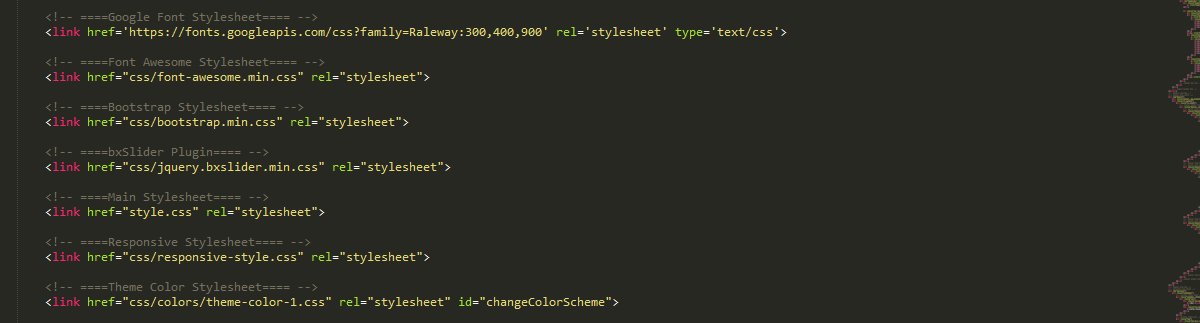 <!-- ====Google Font Stylesheet==== -->
<link href='https://fonts.googleapis.com/css?family=Raleway:300,400,900' rel='stylesheet' type='text/css'>
<!-- ====Font Awesome Stylesheet==== -->
<link href="css/font-awesome.min.css" rel="stylesheet">
<!-- ====Bootstrap Stylesheet==== -->
<link href="css/bootstrap.min.css" rel="stylesheet">
<!-- ====bxSlider Plugin==== -->
<link href="css/jquery.bxslider.min.css" rel="stylesheet">
<!-- ====Main Stylesheet==== -->
<link href="style.css" rel="stylesheet">
<!-- ====Responsive Stylesheet==== -->
<link href="css/responsive-style.css" rel="stylesheet">
<!-- ====Theme Color Stylesheet==== -->
<link href="css/colors/theme-color-1.css" rel="stylesheet" id="changeColorScheme">